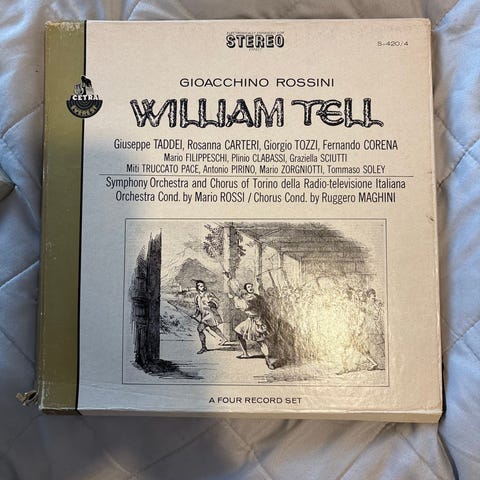 STEREO
S-420/4
CETRA
GIOACCHINO ROSSINI
WILLIAM TELL
Giuseppe TADDEI, Rosanna CARTERI, Giorgio TOZZI, Fernando CORENA
Mario FILIPPESCHI, Plinio CLABASSI, Graziella SCIUTTI
Miti TRUCCATO PACE, Antonio PIRINO, Mario ZORGNIOTTI, Tommaso SOLEY
Symphony Orchestra and Chorus of Torino della Radio-televisione Italiana
Orchestra Cond. by Mario ROSSI / Chorus Cond. by Ruggero MAGHINI
A FOUR RECORD SET